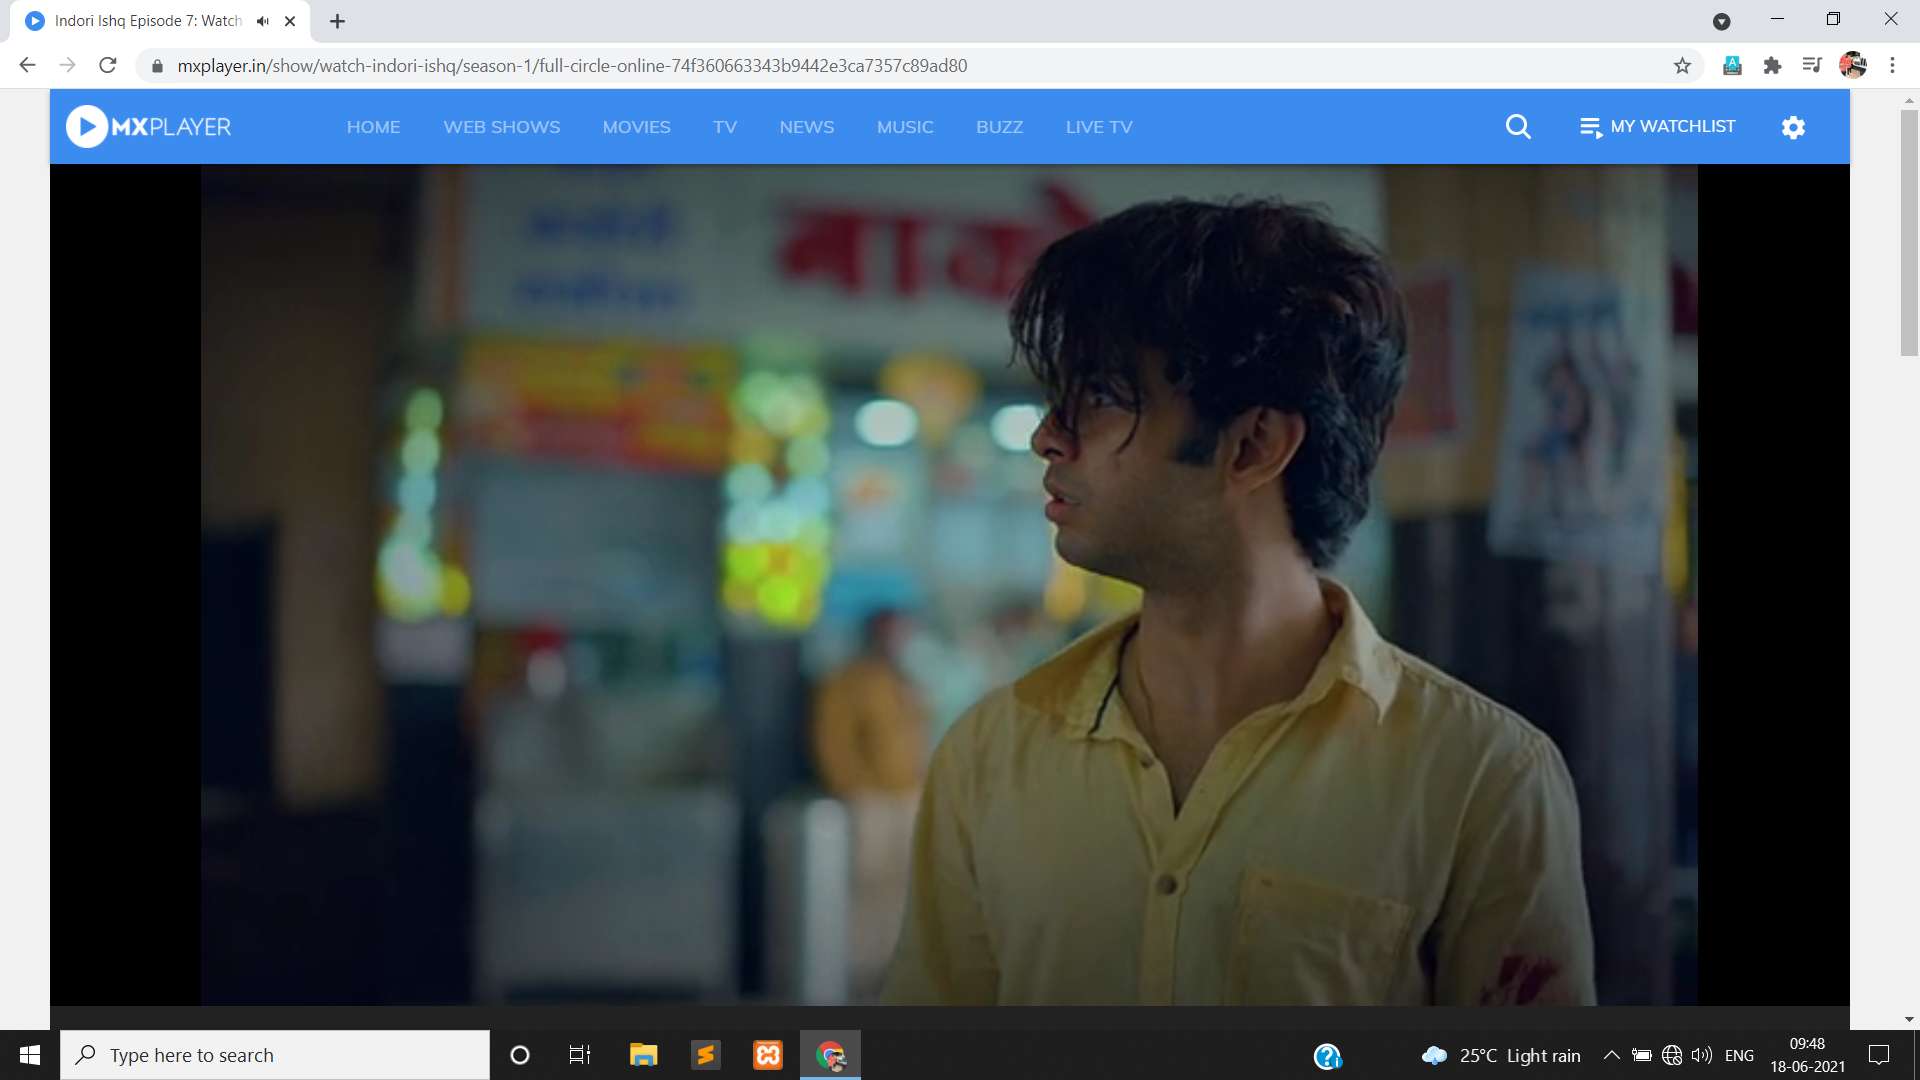 Indori Ishq Episode 7: Watch
mxplayer.in/show/watch-indori-ishq/season-1/full-circle-online-74f360663343b9442e3ca7357c89ad80
MXPLAYER
HOME
WEB SHOWS
MOVIES
TV
NEWS
MUSIC
BUZZ
LIVE TV
MY WATCHLIST
Type here to search
25°C Light rain
ENG
09:48
18-06-2021